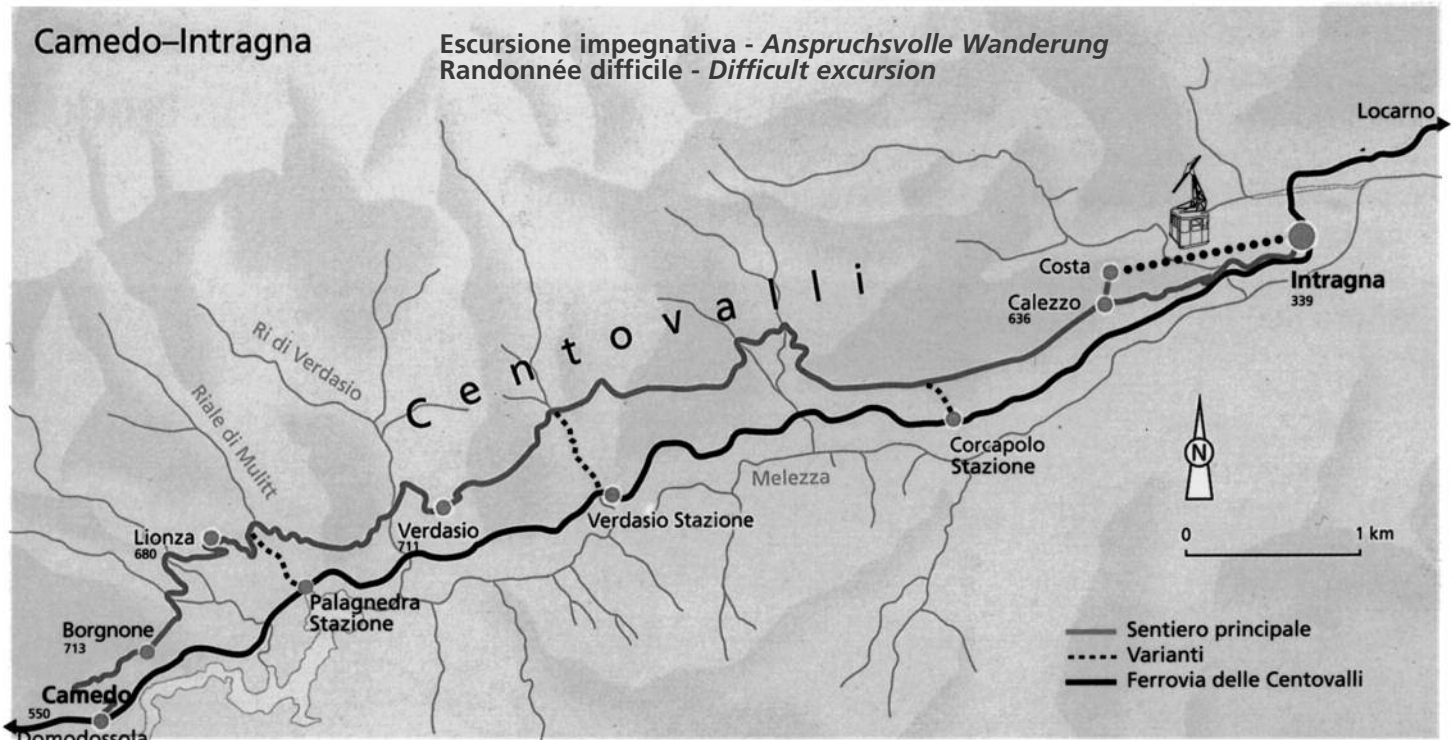 Camedo–Intragna
Escursione impegnativa - Anspruchsvolle Wanderung
Randonnée difficile - Difficult excursion
Locarno
Costa
Calezzo
636
Intragna
339
Centovalli
Ri di Verdasio
Riale di Mulitt
Corcapolo
Stazione
N
Melezza
Verdasio
711
Verdasio Stazione
Lionza
680
0 1 km
Palagnedra
Stazione
Borgnone
713
Sentiero principale
Varianti
Ferrovia delle Centovalli
Camedo
550
Domodossola